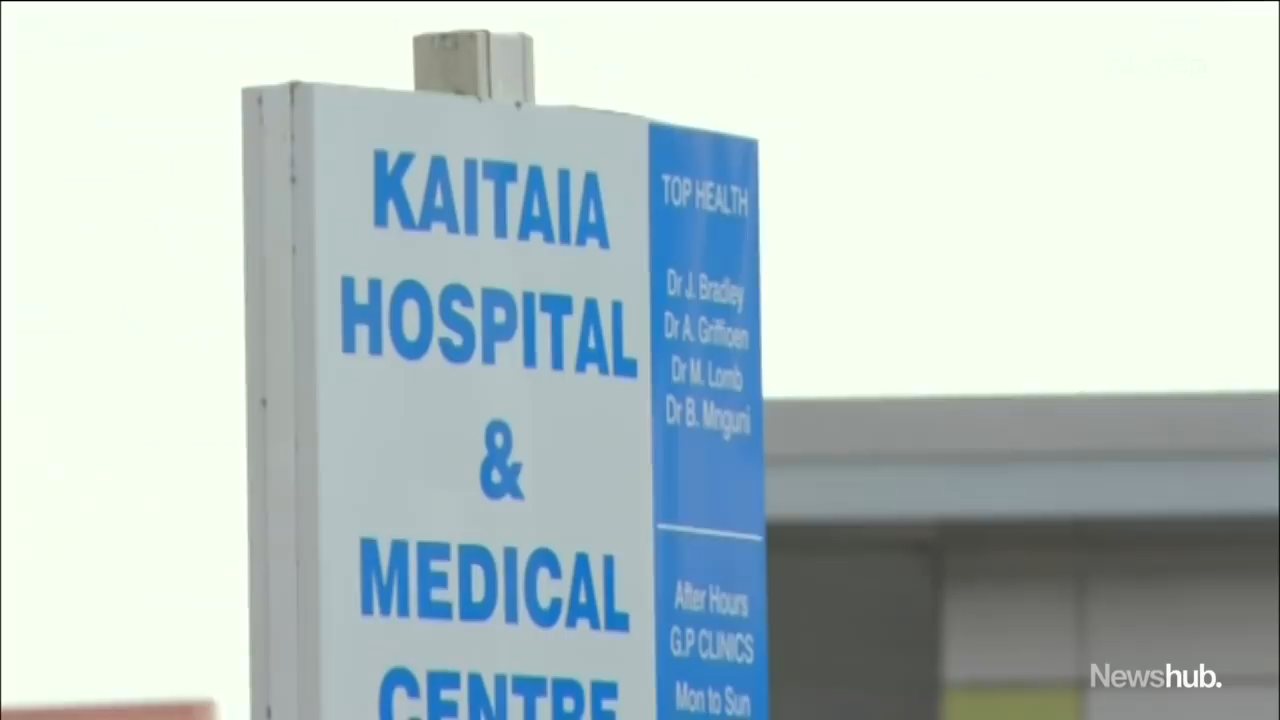 KAITAIA
HOSPITAL
&
MEDICAL
CENTRE
TOP HEALTH
Dr J. Bradley
Dr A. Griffioen
Dr M. Lomb
Dr B. Mnguni
After Hours
G.P CLINICS
Mon to Sun
Newshub.